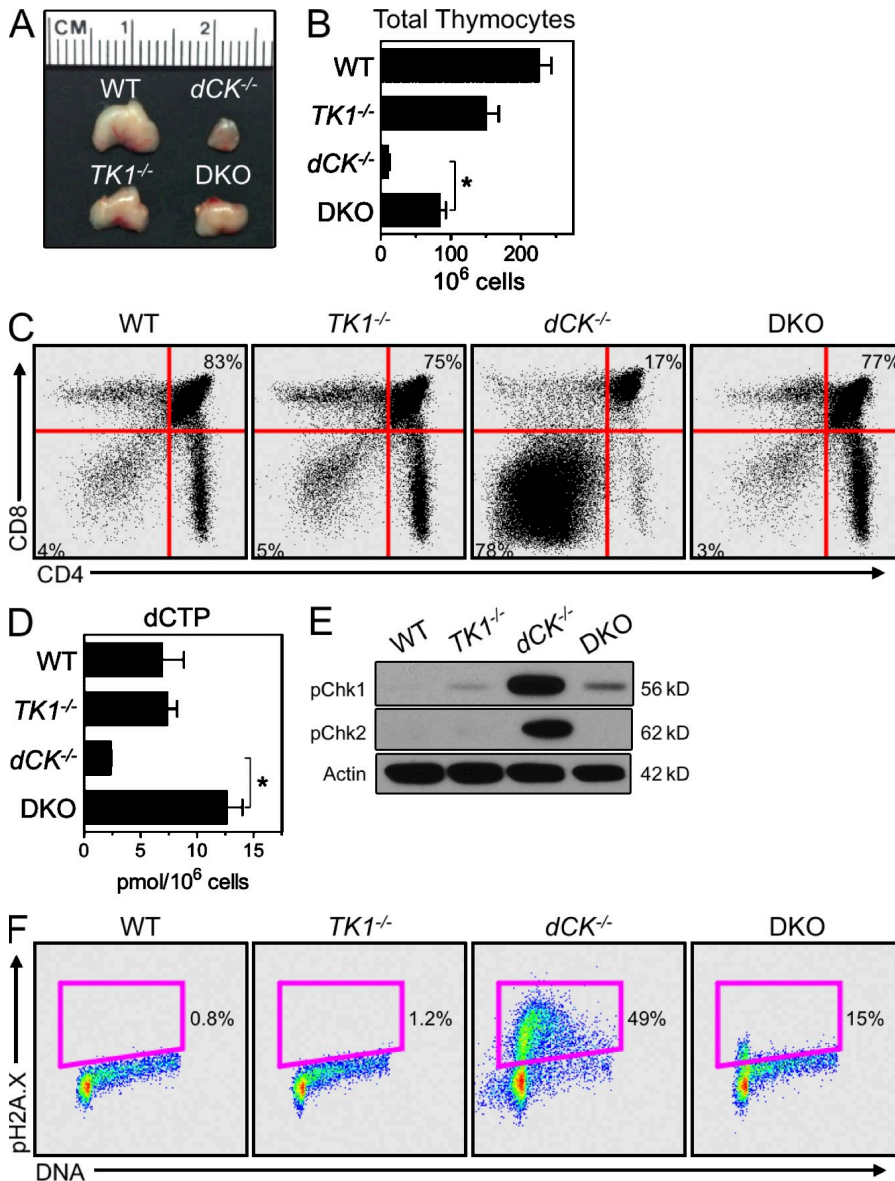 A
CM 1 2
WT dCK-/-
TK1-/- DKO
B
Total Thymocytes
WT
TK1-/-
dCK-/-
*
DKO
0 100 200
10^6 cells
C
WT TK1-/- dCK-/- DKO
83% 75% 17% 77%
4% 5% 78% 3%
CD8
CD4
D
dCTP
WT
TK1-/-
dCK-/-
*
DKO
0 5 10 15
pmol/10^6 cells
E
WT TK1-/- dCK-/- DKO
pChk1 56 kD
pChk2 62 kD
Actin 42 kD
F
WT TK1-/- dCK-/- DKO
0.8% 1.2% 49% 15%
pH2A.X
DNA